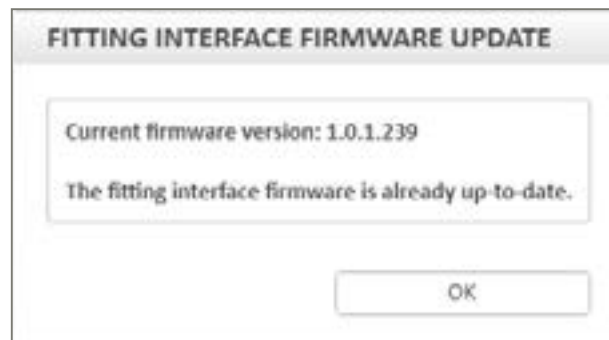 FITTING INTERFACE FIRMWARE UPDATE
Current firmware version: 1.0.1.239
The fitting interface firmware is already up-to-date.
OK